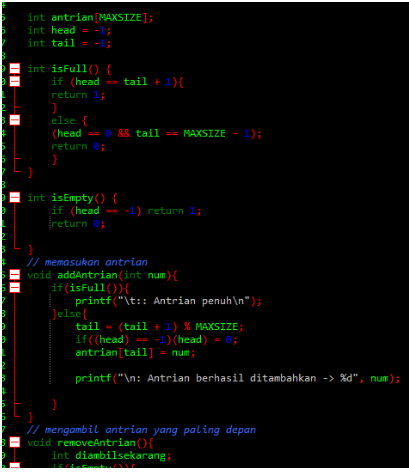 int antrian[MAXSIZE];
int head = -1;
int tail = -1;
int isFull() {
if (head == tail + 1){
return 1;
}
else {
(head == 0 && tail == MAXSIZE - 1);
return 0;
}
}
int isEmpty() {
if (head == -1) return 1;
return 0;
}
// memasukan antrian
void addAntrian(int num){
if(isFull()){
printf("\t:: Antrian penuh\n");
}else{
tail = (tail + 1) % MAXSIZE;
if((head) == -1)(head) = 0;
antrian[tail] = num;
printf("\n: Antrian berhasil ditambahkan -> %d", num);
}
}
// mengambil antrian yang paling depan
void removeAntrian(){
int diambilsekarang;
if(isEmpty()){